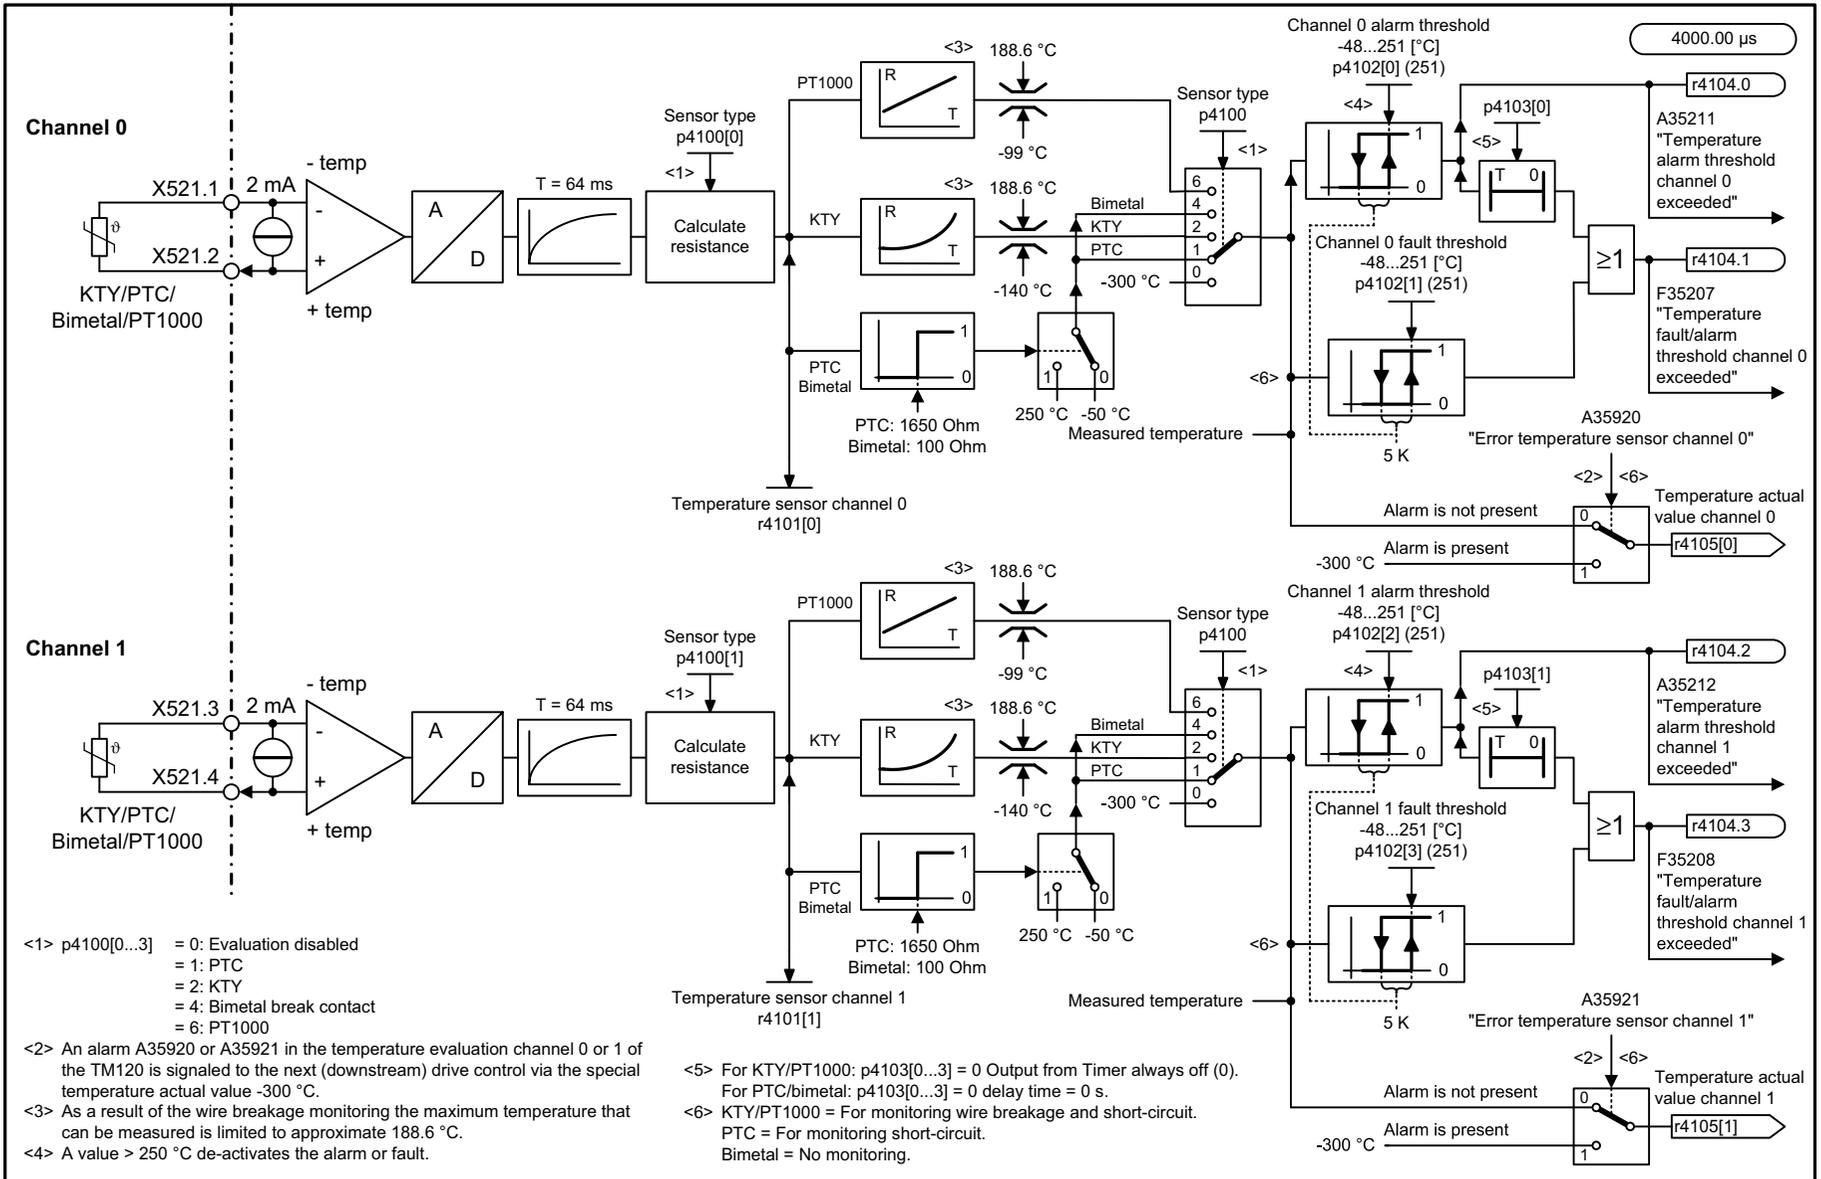 4000.00 µs
Channel 0
X521.1
X521.2
ϑ
KTY/PTC/
Bimetal/PT1000
2 mA
- temp
-
+
+ temp
A
D
T = 64 ms
Sensor type
p4100[0]
<1>
Calculate
resistance
PT1000
<3>
R
T
188.6 °C
-99 °C
KTY
<3>
R
T
188.6 °C
-140 °C
PTC
Bimetal
1
0
PTC: 1650 Ohm
Bimetal: 100 Ohm
1
0
250 °C
-50 °C
Temperature sensor channel 0
r4101[0]
Sensor type
p4100
<1>
Bimetal
KTY
PTC
-300 °C
6
4
2
1
0
Measured temperature
Channel 0 alarm threshold
-48...251 [°C]
p4102[0] (251)
<4>
1
0
p4103[0]
<5>
T
0
Channel 0 fault threshold
-48...251 [°C]
p4102[1] (251)
<6>
1
0
5 K
≥1
r4104.0
A35211
"Temperature
alarm threshold
channel 0
exceeded"
r4104.1
F35207
"Temperature
fault/alarm
threshold channel 0
exceeded"
A35920
"Error temperature sensor channel 0"
<2>
<6>
Alarm is not present
0
Alarm is present
-300 °C
1
Temperature actual
value channel 0
r4105[0]
Channel 1
X521.3
X521.4
ϑ
KTY/PTC/
Bimetal/PT1000
2 mA
- temp
-
+
+ temp
A
D
T = 64 ms
Sensor type
p4100[1]
<1>
Calculate
resistance
PT1000
<3>
R
T
188.6 °C
-99 °C
KTY
<3>
R
T
188.6 °C
-140 °C
PTC
Bimetal
1
0
PTC: 1650 Ohm
Bimetal: 100 Ohm
1
0
250 °C
-50 °C
Temperature sensor channel 1
r4101[1]
Sensor type
p4100
<1>
Bimetal
KTY
PTC
-300 °C
6
4
2
1
0
Measured temperature
Channel 1 alarm threshold
-48...251 [°C]
p4102[2] (251)
<4>
1
0
p4103[1]
<5>
T
0
Channel 1 fault threshold
-48...251 [°C]
p4102[3] (251)
<6>
1
0
5 K
≥1
r4104.2
A35212
"Temperature
alarm threshold
channel 1
exceeded"
r4104.3
F35208
"Temperature
fault/alarm
threshold channel 1
exceeded"
A35921
"Error temperature sensor channel 1"
<2>
<6>
Alarm is not present
0
Alarm is present
-300 °C
1
Temperature actual
value channel 1
r4105[1]
<1> p4100[0...3] = 0: Evaluation disabled
= 1: PTC
= 2: KTY
= 4: Bimetal break contact
= 6: PT1000
<2> An alarm A35920 or A35921 in the temperature evaluation channel 0 or 1 of
the TM120 is signaled to the next (downstream) drive control via the special
temperature actual value -300 °C.
<3> As a result of the wire breakage monitoring the maximum temperature that
can be measured is limited to approximate 188.6 °C.
<4> A value > 250 °C de-activates the alarm or fault.
<5> For KTY/PT1000: p4103[0...3] = 0 Output from Timer always off (0).
For PTC/bimetal: p4103[0...3] = 0 delay time = 0 s.
<6> KTY/PT1000 = For monitoring wire breakage and short-circuit.
PTC = For monitoring short-circuit.
Bimetal = No monitoring.